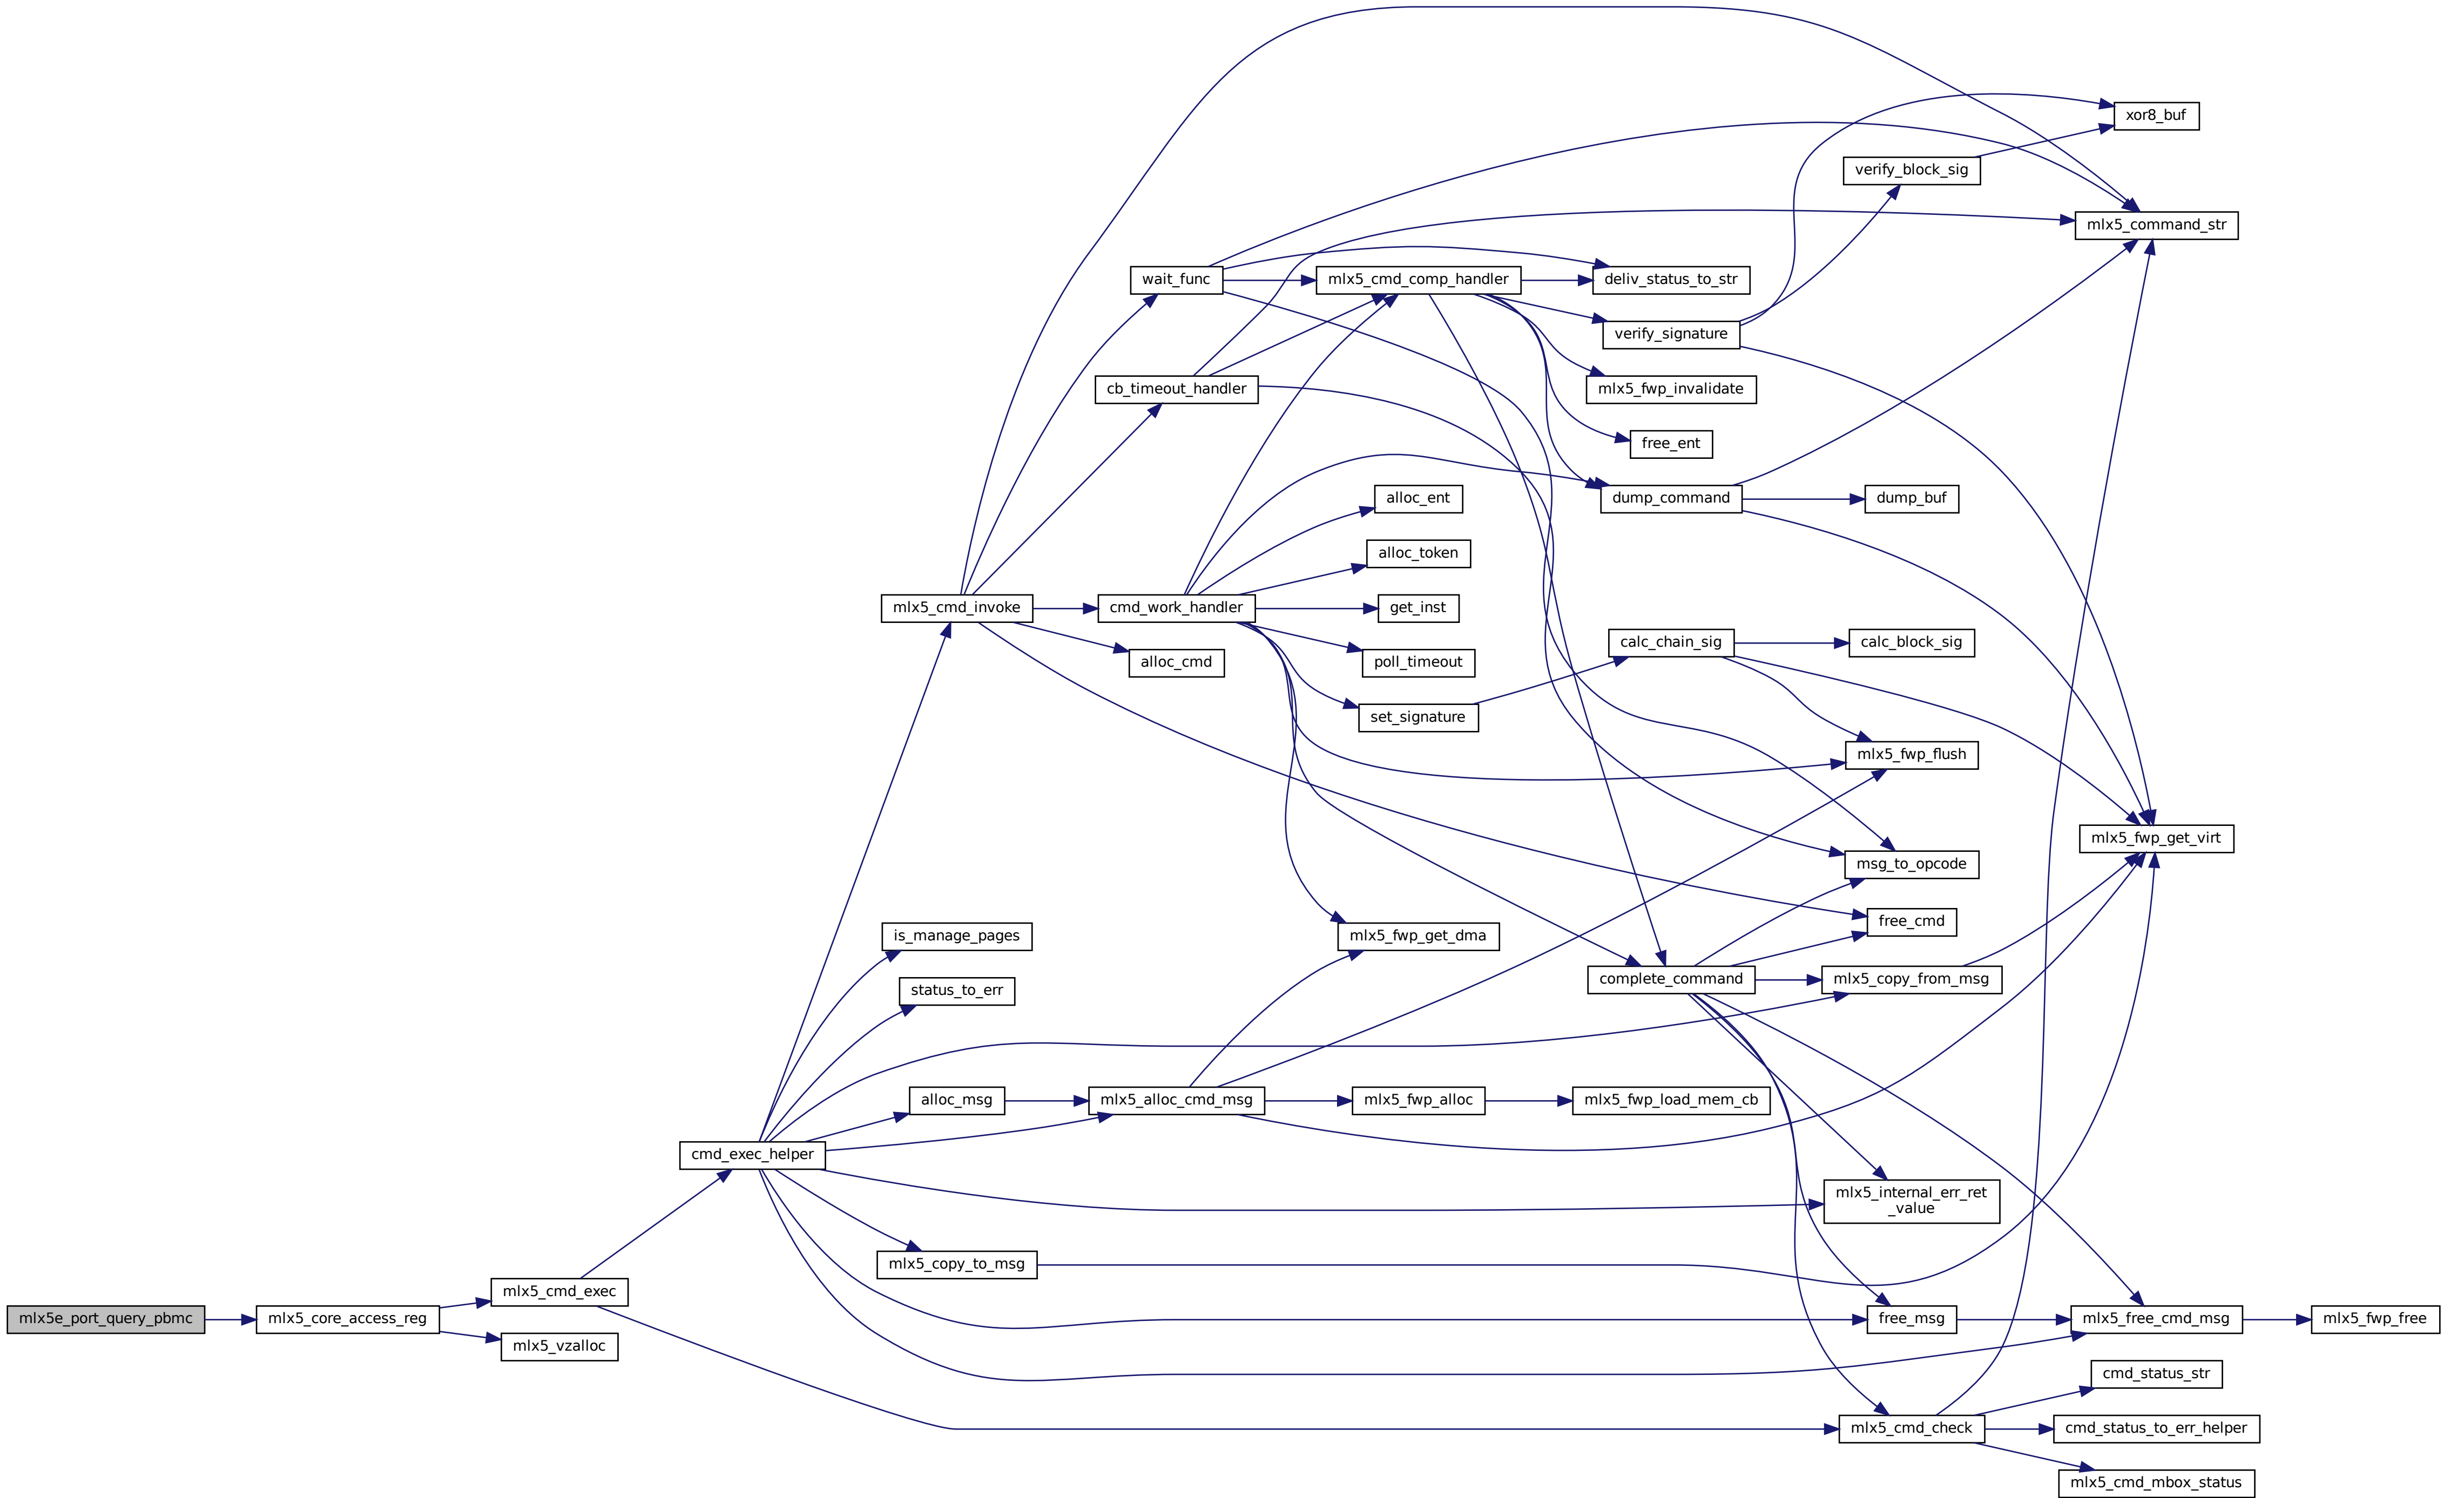 xor8_buf
verify_block_sig
mlx5_command_str
wait_func
mlx5_cmd_comp_handler
deliv_status_to_str
verify_signature
cb_timeout_handler
mlx5_fwp_invalidate
free_ent
alloc_ent
dump_command
dump_buf
alloc_token
mlx5_cmd_invoke
cmd_work_handler
get_inst
calc_chain_sig
calc_block_sig
alloc_cmd
poll_timeout
set_signature
mlx5_fwp_flush
mlx5_fwp_get_virt
msg_to_opcode
is_manage_pages
mlx5_fwp_get_dma
free_cmd
status_to_err
complete_command
mlx5_copy_from_msg
alloc_msg
mlx5_alloc_cmd_msg
mlx5_fwp_alloc
mlx5_fwp_load_mem_cb
cmd_exec_helper
mlx5_internal_err_ret
_value
mlx5_copy_to_msg
mlx5_cmd_exec
mlx5e_port_query_pbmc
mlx5_core_access_reg
free_msg
mlx5_free_cmd_msg
mlx5_fwp_free
mlx5_vzalloc
cmd_status_str
mlx5_cmd_check
cmd_status_to_err_helper
mlx5_cmd_mbox_status